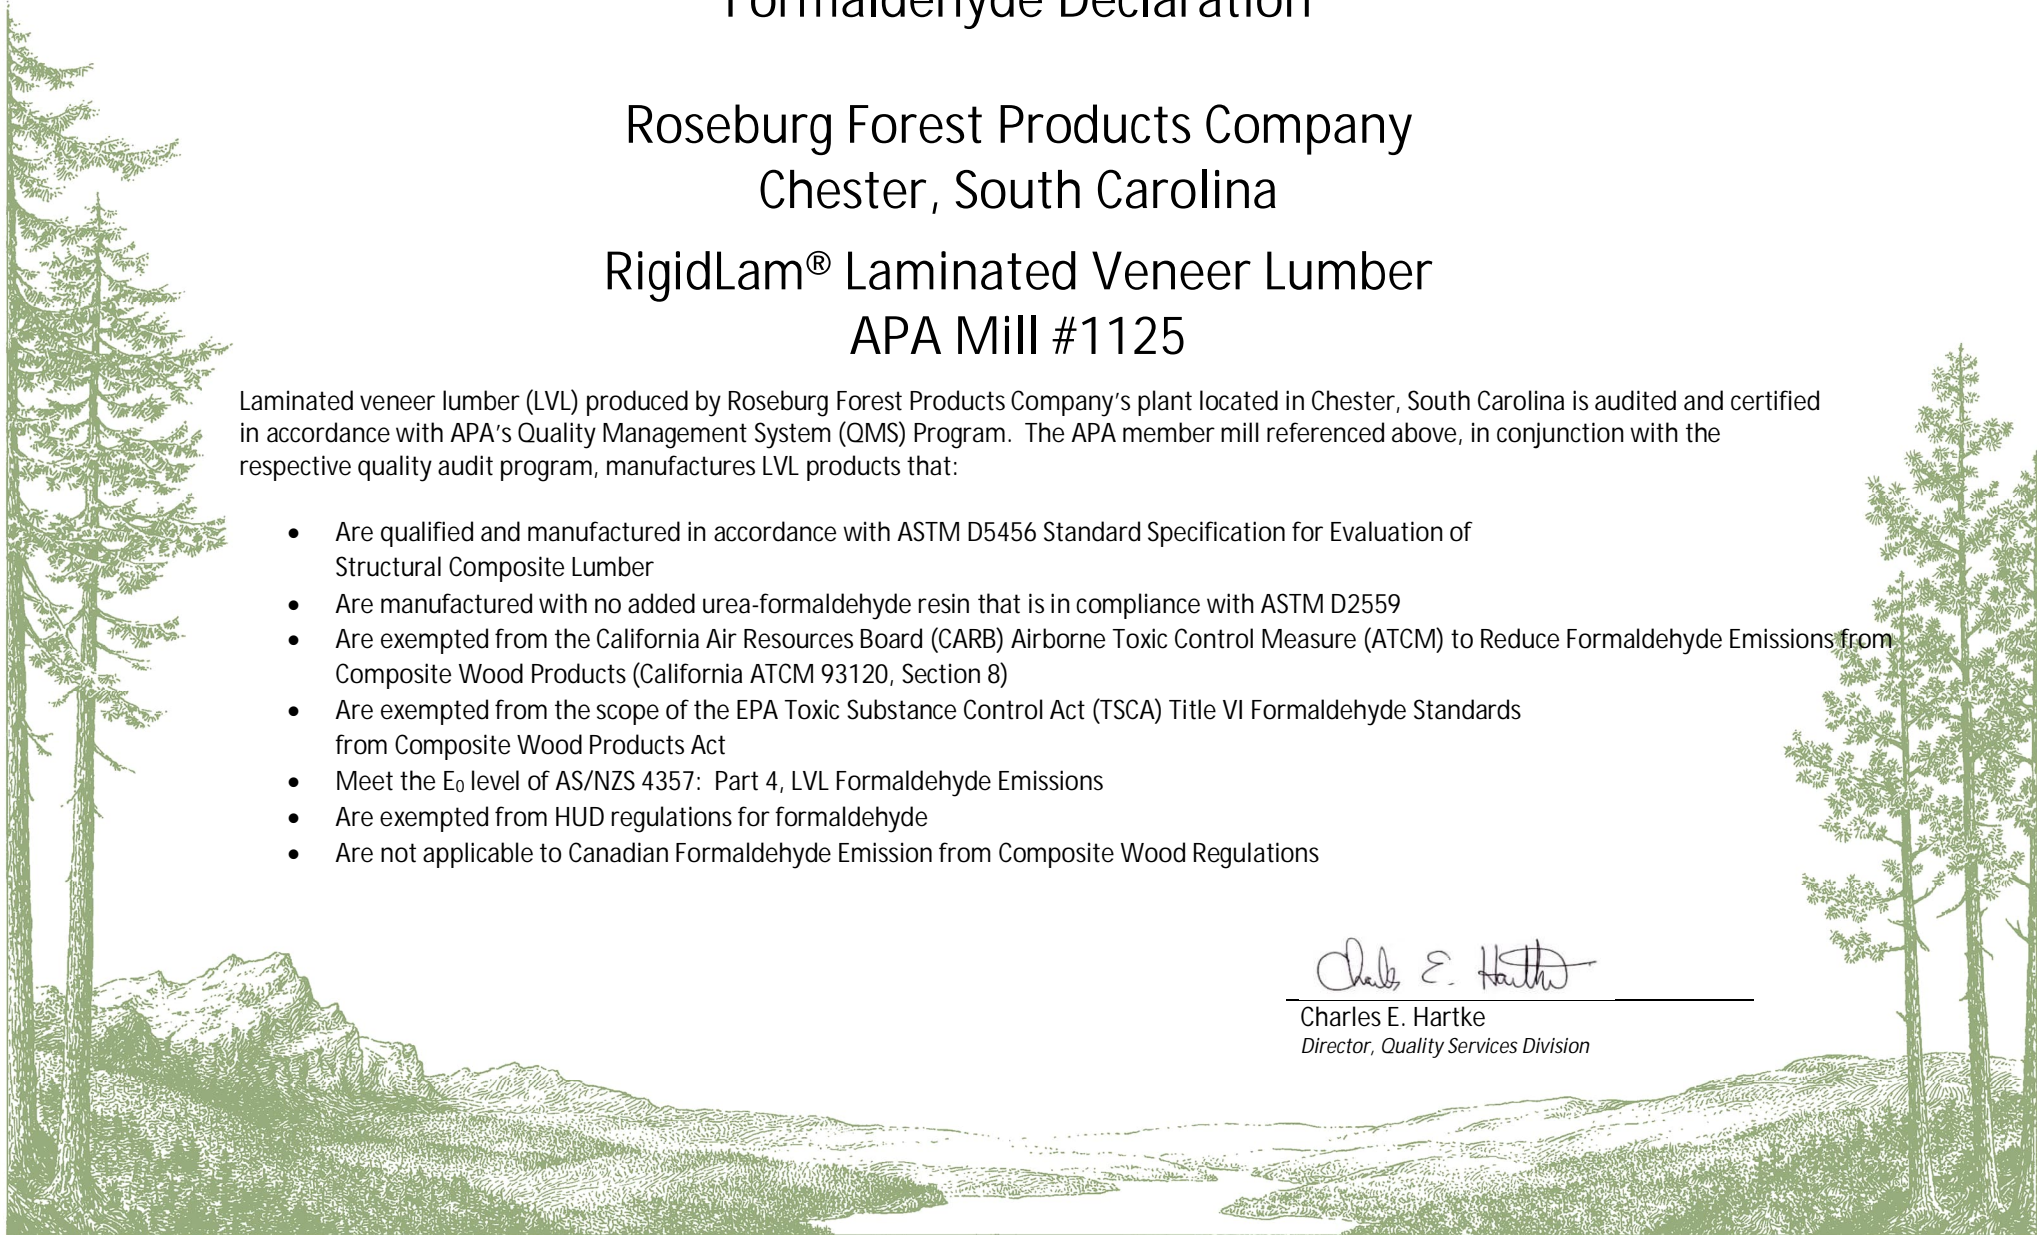 Formaldehyde Declaration
Roseburg Forest Products Company
Chester, South Carolina
RigidLam® Laminated Veneer Lumber
APA Mill #1125
Laminated veneer lumber (LVL) produced by Roseburg Forest Products Company's plant located in Chester, South Carolina is audited and certified
in accordance with APA's Quality Management System (QMS) Program. The APA member mill referenced above, in conjunction with the
respective quality audit program, manufactures LVL products that:
• Are qualified and manufactured in accordance with ASTM D5456 Standard Specification for Evaluation of
Structural Composite Lumber
• Are manufactured with no added urea-formaldehyde resin that is in compliance with ASTM D2559
• Are exempted from the California Air Resources Board (CARB) Airborne Toxic Control Measure (ATCM) to Reduce Formaldehyde Emissions from
Composite Wood Products (California ATCM 93120, Section 8)
• Are exempted from the scope of the EPA Toxic Substance Control Act (TSCA) Title VI Formaldehyde Standards
from Composite Wood Products Act
• Meet the E₀ level of AS/NZS 4357: Part 4, LVL Formaldehyde Emissions
• Are exempted from HUD regulations for formaldehyde
• Are not applicable to Canadian Formaldehyde Emission from Composite Wood Regulations
Charles E. Hartke
Charles E. Hartke
Director, Quality Services Division